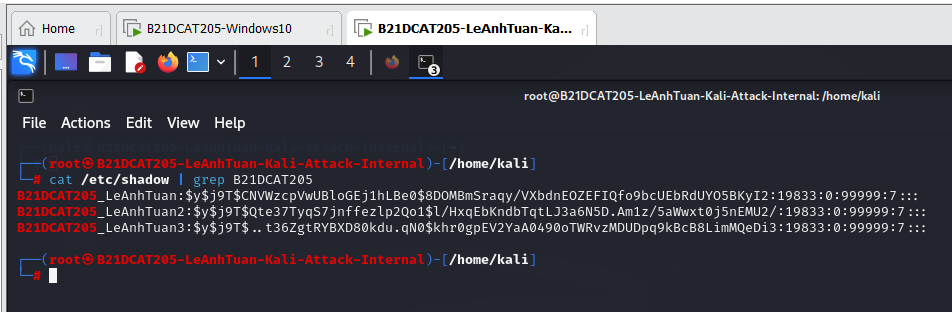 Home B21DCAT205-Windows10 B21DCAT205-LeAnhTuan-Ka...
1 2 3 4 3
root@B21DCAT205-LeAnhTuan-Kali-Attack-Internal: /home/kali
File Actions Edit View Help
┌──(root㉿B21DCAT205-LeAnhTuan-Kali-Attack-Internal)-[/home/kali]
└─# cat /etc/shadow | grep B21DCAT205
B21DCAT205_LeAnhTuan:$y$j9T$CNVWzcpVwUBloGEj1hLBe0$8DOMBmSraqy/VXbdnEOZEFIQfo9bcUEbRdUYO5BKyI2:19833:0:99999:7:::
B21DCAT205_LeAnhTuan2:$y$j9T$Qte37TyqS7jnffezlp2Qo1$l/HxqEbKndbTqtLJ3a6N5D.Am1z/5aWwxt0j5nEMU2/:19833:0:99999:7:::
B21DCAT205_LeAnhTuan3:$y$j9T$..t36ZgtRYBXD80kdu.qN0$khr0gpEV2YaA0490oTWRvzMDUDpq9kBcB8LimMQeDi3:19833:0:99999:7:::
┌──(root㉿B21DCAT205-LeAnhTuan-Kali-Attack-Internal)-[/home/kali]
└─#